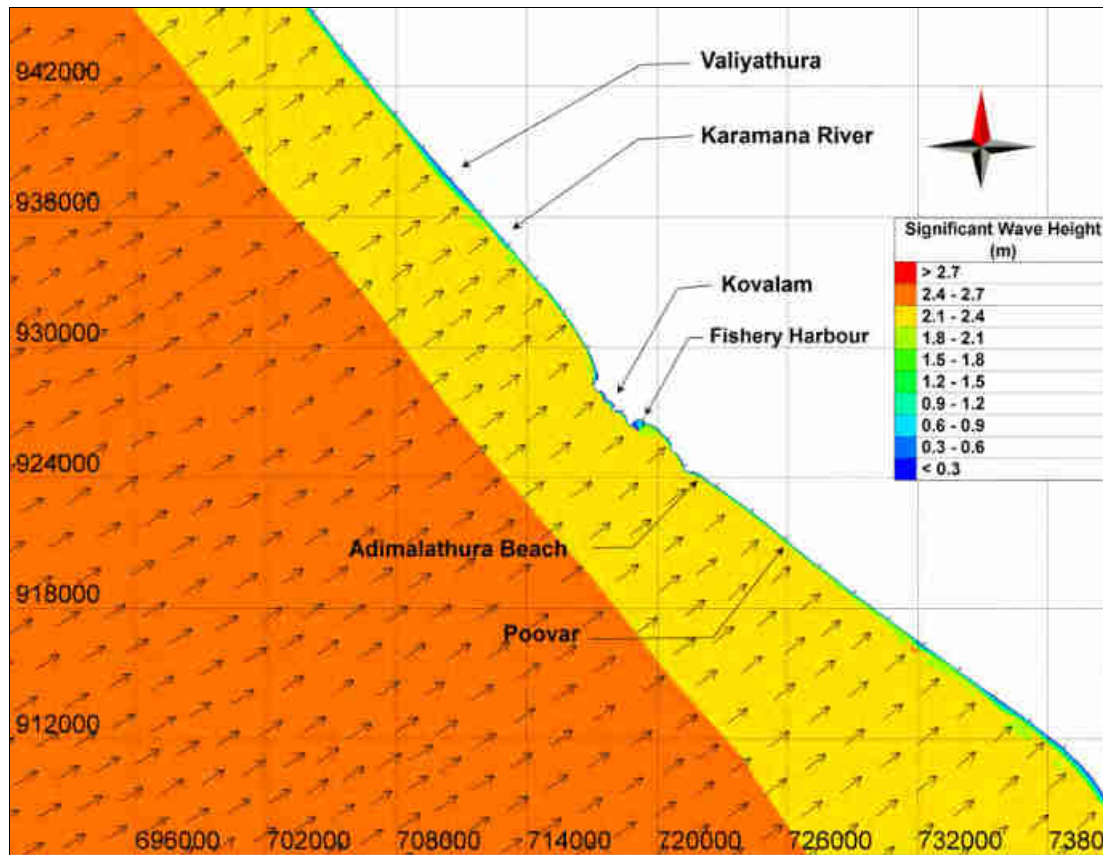 Valiyathura
942000
Karamana River
938000
Significant Wave Height
(m)
> 2.7
2.4 - 2.7
2.1 - 2.4
1.8 - 2.1
1.5 - 1.8
1.2 - 1.5
0.9 - 1.2
0.6 - 0.9
0.3 - 0.6
< 0.3
Kovalam
930000
Fishery Harbour
924000
Adimalathura Beach
918000
Poovar
912000
696000 702000 708000 714000 720000 726000 732000 7380